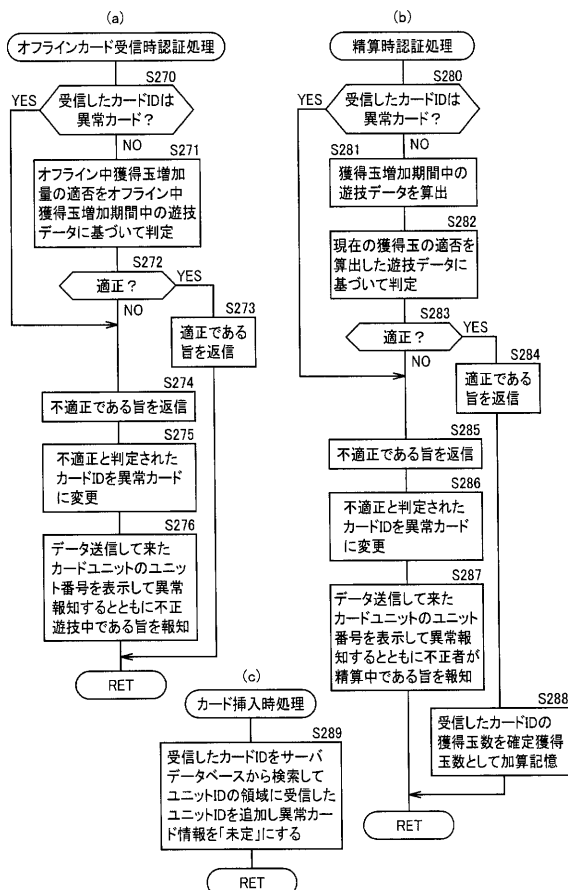 (a)
オフラインカード受信時認証処理
S270
YES
受信したカードIDは
異常カード？
NO
S271
オフライン中獲得玉増加
量の適否をオフライン中
獲得玉増加期間中の遊技
データに基づいて判定
S272
適正？
YES
NO
S273
適正である
旨を返信
S274
不適正である旨を返信
S275
不適正と判定された
カードIDを異常カード
に変更
S276
データ送信して来た
カードユニットのユニ
ット番号を表示して異常
報知するとともに不正
遊技中である旨を報知
RET
(b)
精算時認証処理
S280
YES
受信したカードIDは
異常カード？
NO
S281
獲得玉増加期間中の
遊技データを算出
S282
現在の獲得玉の適否を
算出した遊技データに
基づいて判定
S283
適正？
YES
NO
S284
適正である
旨を返信
S285
不適正である旨を返信
S286
不適正と判定された
カードIDを異常カード
に変更
S287
データ送信して来た
カードユニットのユニット
番号を表示して異常報
知するとともに不正者が
精算中である旨を報知
S288
受信したカードIDの
獲得玉数を確定獲得
玉数として加算記憶
RET
(c)
カード挿入時処理
S289
受信したカードIDをサーバ
データベースから検索して
ユニットIDの領域に受信した
ユニットIDを追加し異常カー
ド情報を「未定」にする
RET